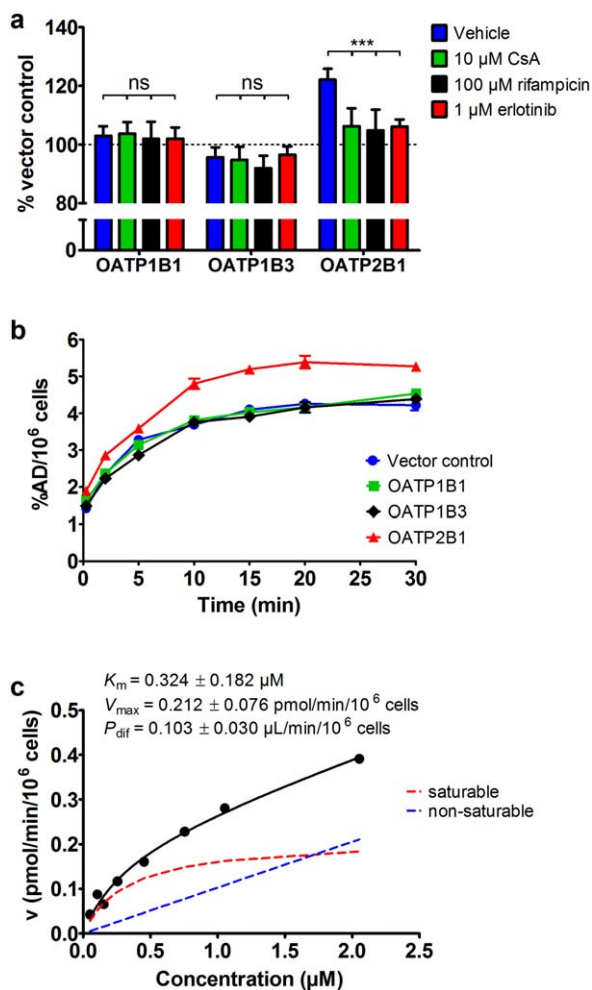 a
% vector control
140
120
100
80
0
ns
ns
***
OATP1B1 OATP1B3 OATP2B1
Vehicle
10 µM CsA
100 µM rifampicin
1 µM erlotinib
b
%AD/10⁶ cells
6
5
4
3
2
1
0
0 5 10 15 20 25 30
Time (min)
Vector control
OATP1B1
OATP1B3
OATP2B1
c
Km = 0.324 ± 0.182 µM
Vmax = 0.212 ± 0.076 pmol/min/10⁶ cells
Pdif = 0.103 ± 0.030 µL/min/10⁶ cells
v (pmol/min/10⁶ cells)
0.5
0.4
0.3
0.2
0.1
0.0
0.0 0.5 1.0 1.5 2.0 2.5
Concentration (µM)
saturable
non-saturable